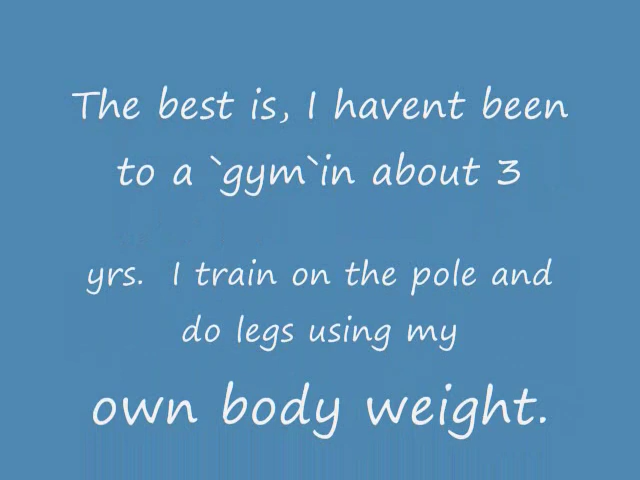 The best is, I havent been
to a `gym`in about 3
yrs.  I train on the pole and
do legs using my
own body weight.